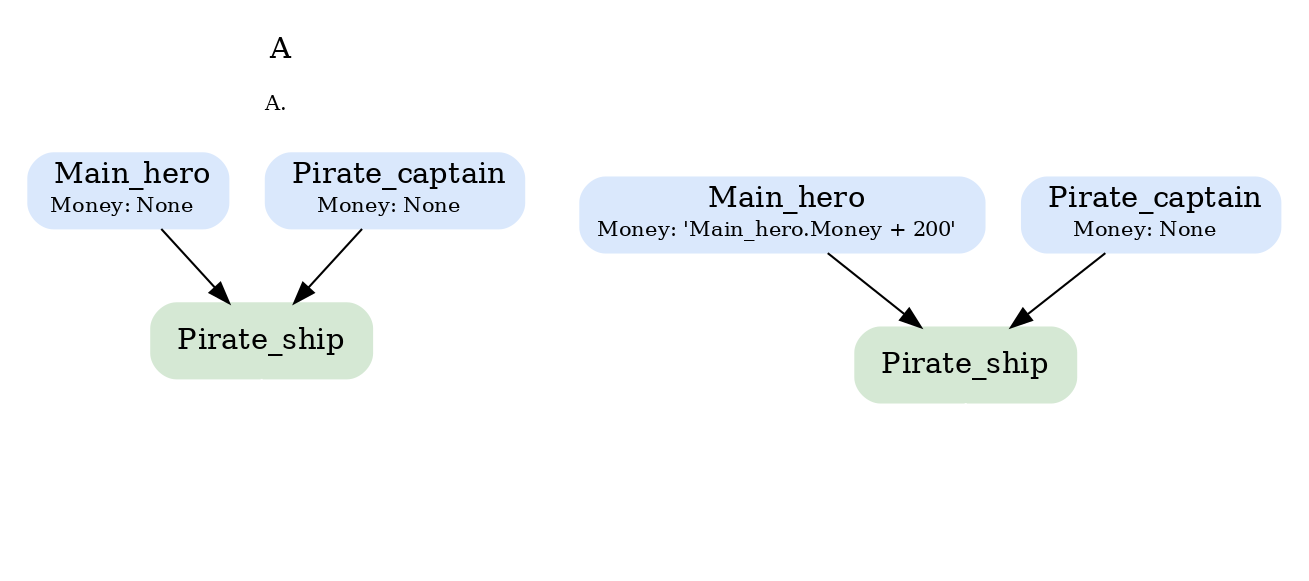 A
A.
Main_hero
Money: None
Pirate_captain
Money: None
Pirate_ship
Main_hero
Money: 'Main_hero.Money + 200'
Pirate_captain
Money: None
Pirate_ship